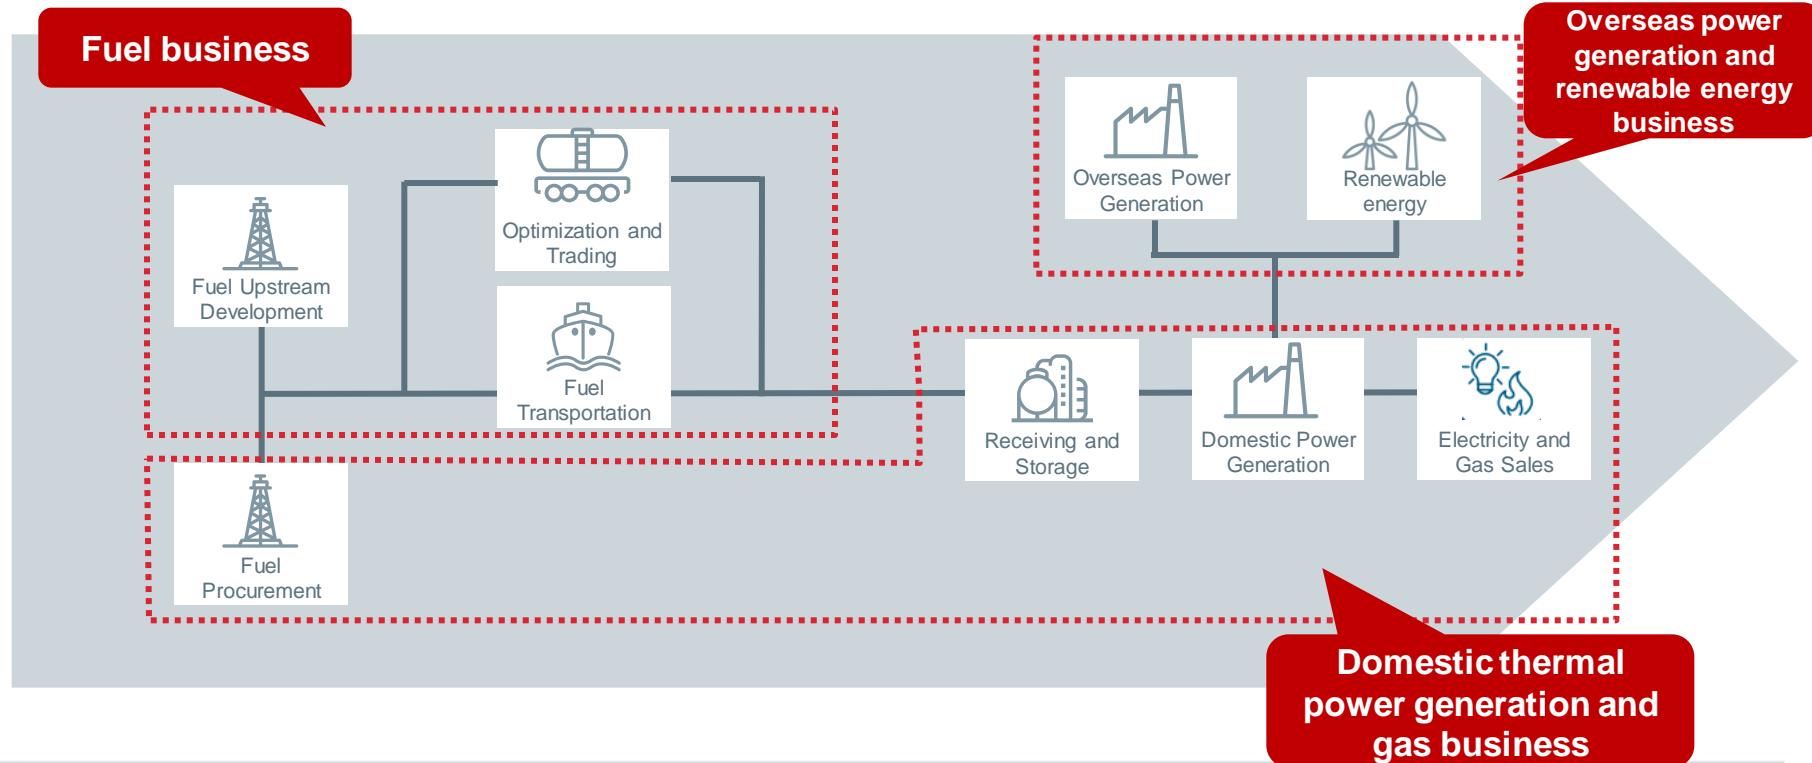 Fuel business
Overseas power
generation and
renewable energy
business
Optimization and
Trading
Overseas Power
Generation
Renewable
energy
Fuel Upstream
Development
Fuel
Transportation
Receiving and
Storage
Domestic Power
Generation
Electricity and
Gas Sales
Fuel
Procurement
Domestic thermal
power generation and
gas business